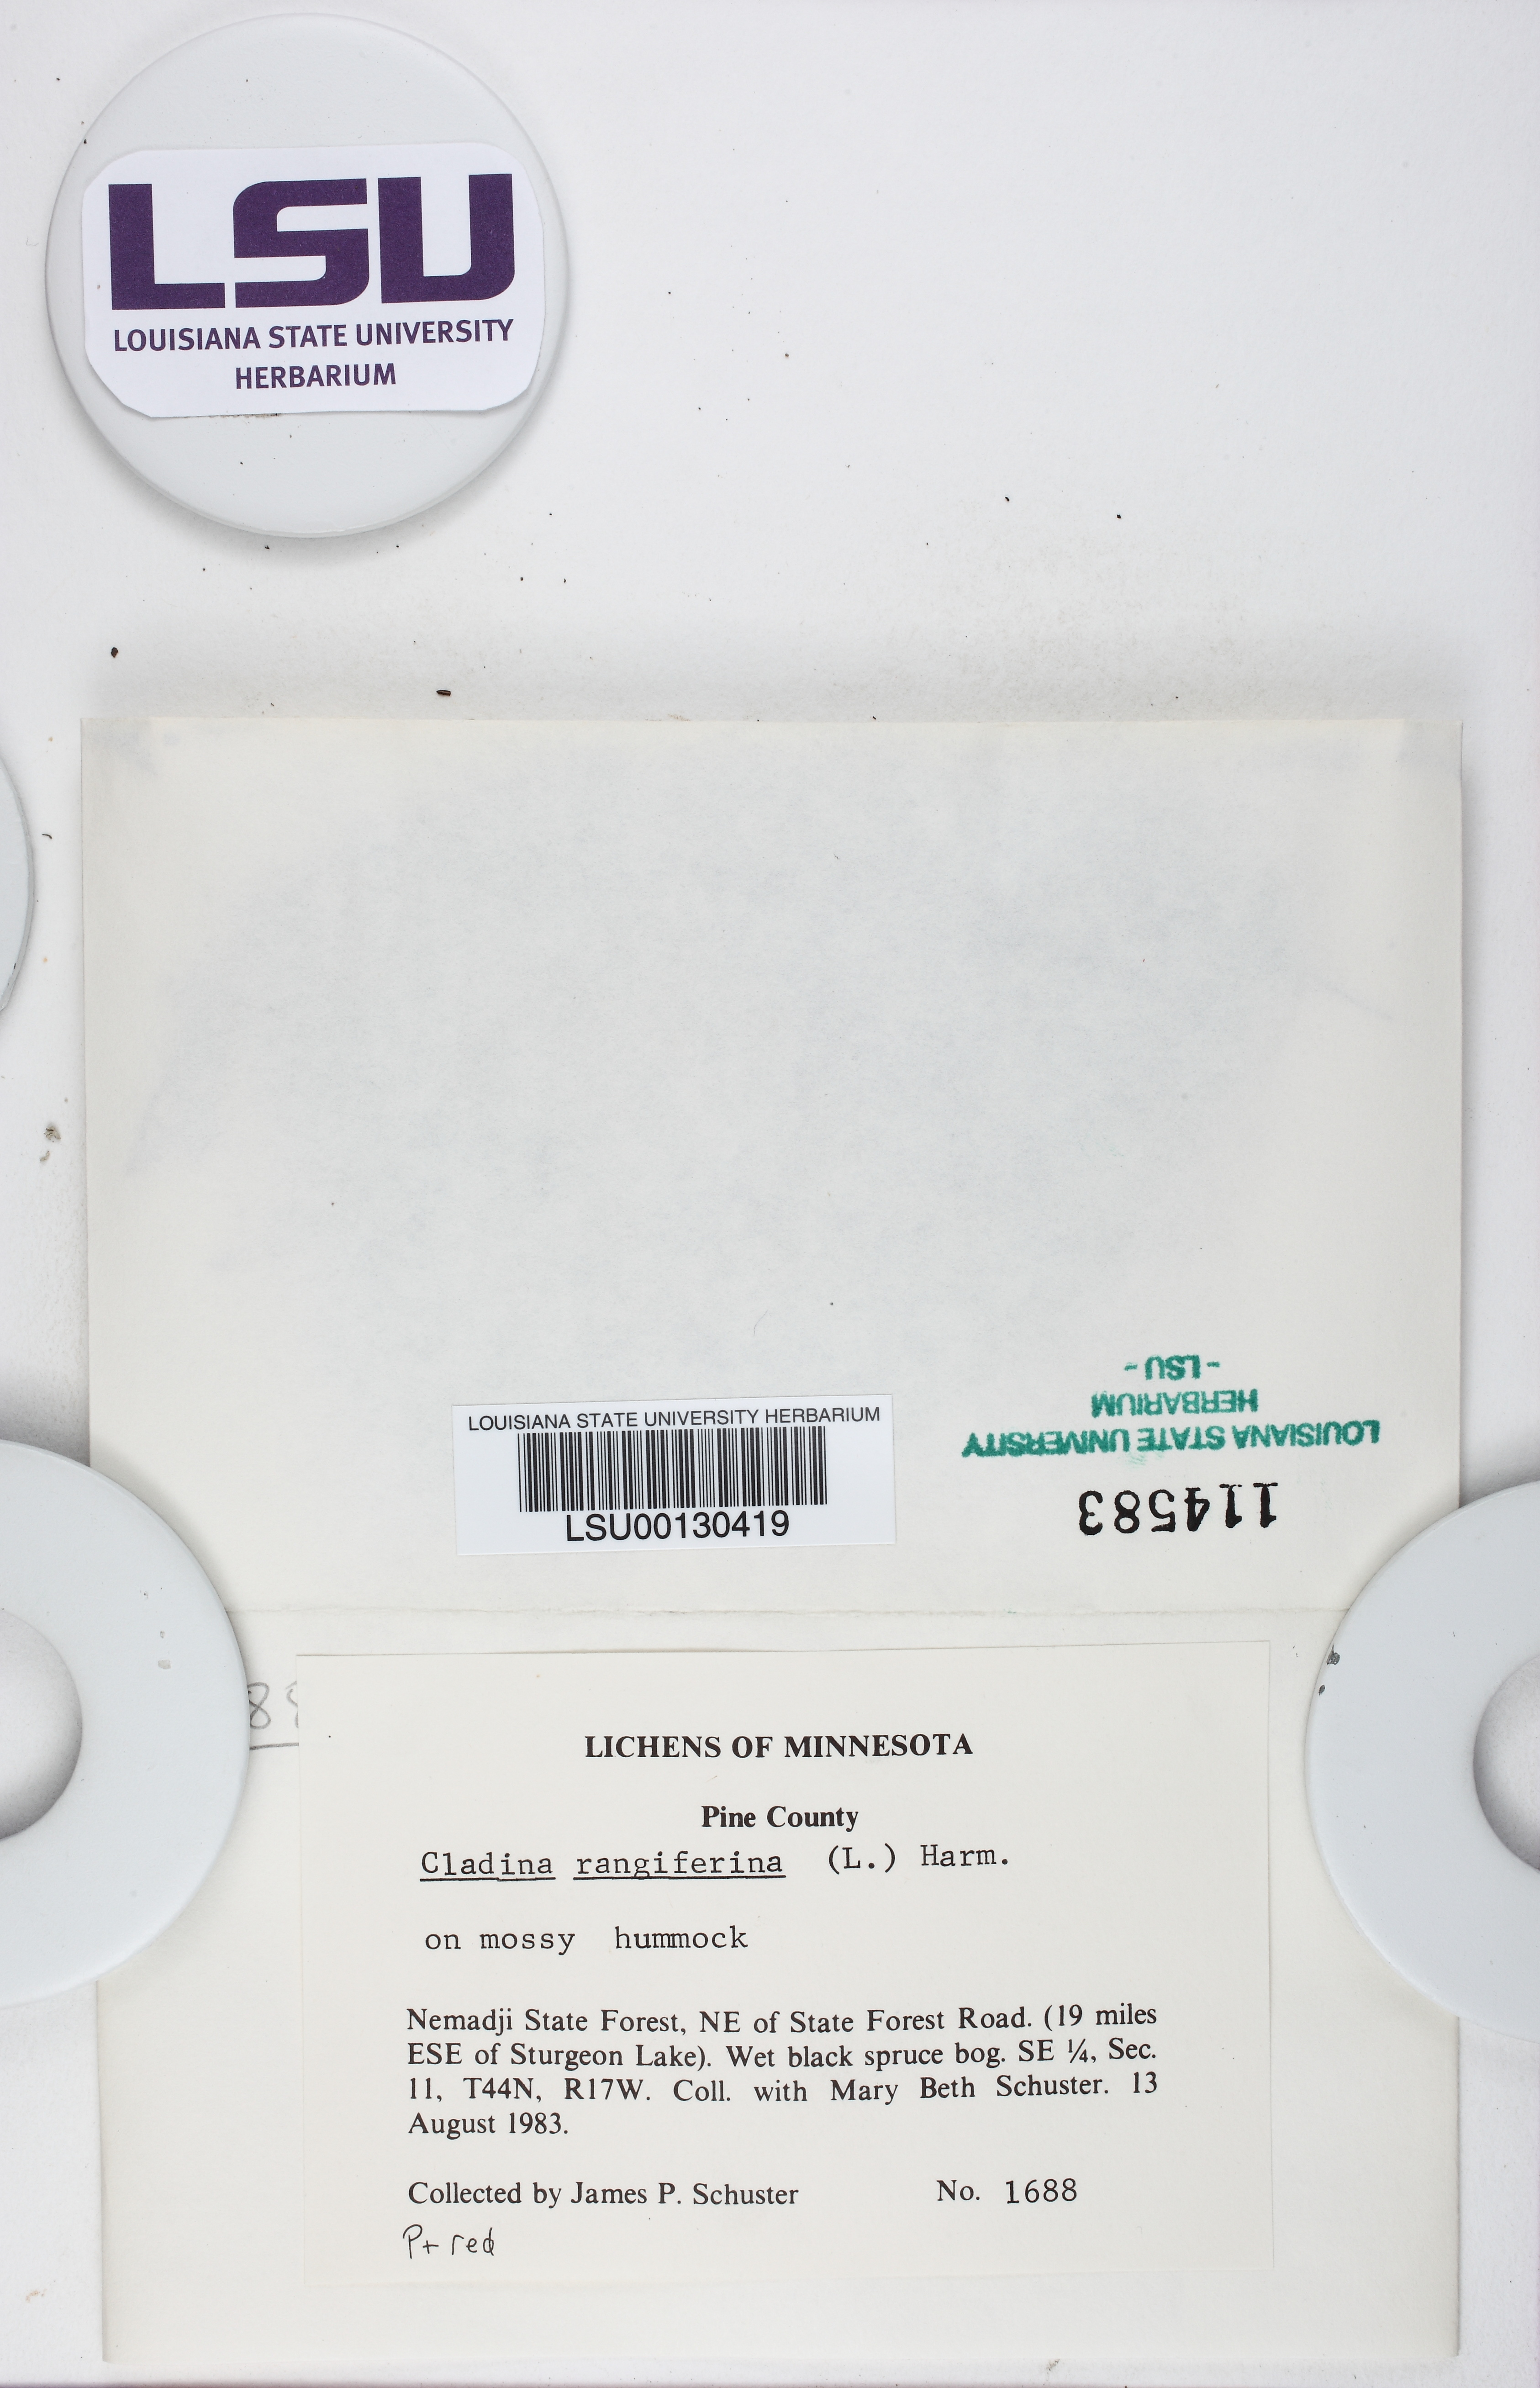 LSU
LOUISIANA STATE UNIVERSITY
HERBARIUM
- LSU -
HERBARIUM
LOUISIANA STATE UNIVERSITY
114583
LOUISIANA STATE UNIVERSITY HERBARIUM
LSU00130419
LICHENS OF MINNESOTA
Pine County
Cladina rangiferina (L.) Harm.
on mossy hummock
Nemadji State Forest, NE of State Forest Road. (19 miles
ESE of Sturgeon Lake). Wet black spruce bog. SE ¼, Sec.
11, T44N, R17W. Coll. with Mary Beth Schuster. 13
August 1983.
Collected by James P. Schuster No. 1688
P+ red